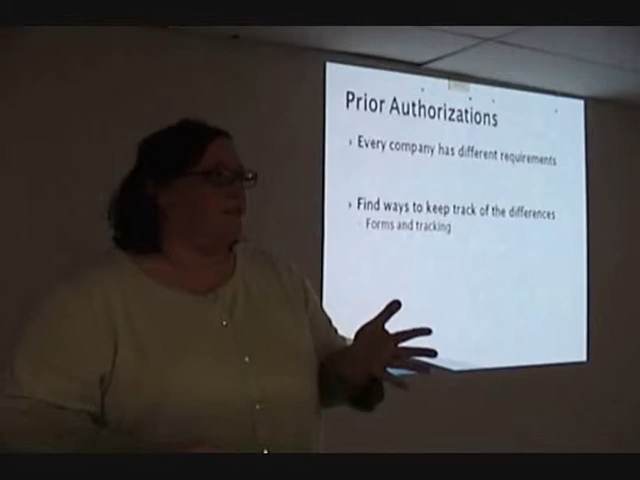 Prior Authorizations
Every company has different requirements
Find ways to keep track of the differences
Forms and tracking